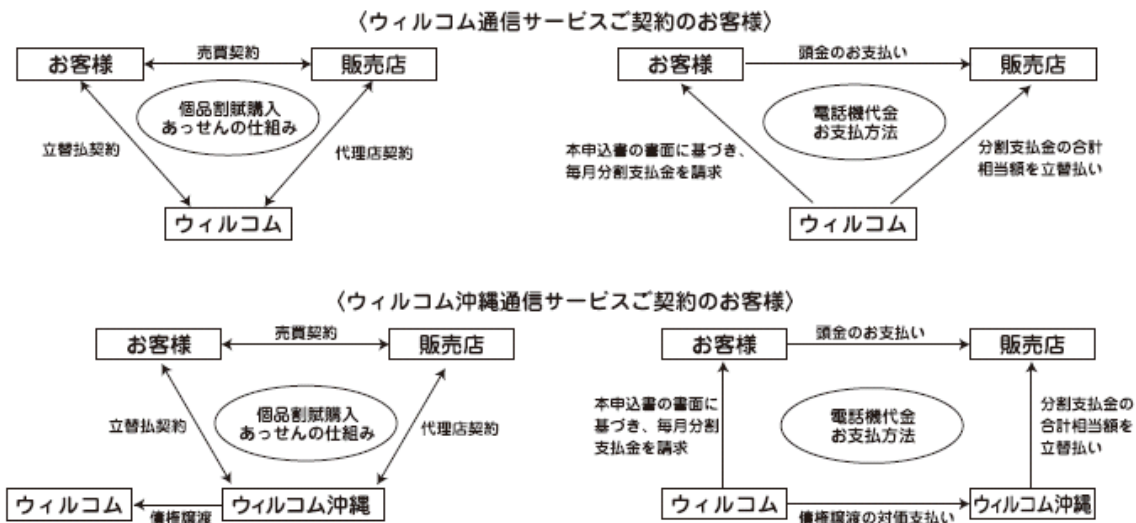 〈ウィルコム通信サービスご契約のお客様〉
お客様
売買契約
販売店
個品割賦購入
あっせんの仕組み
立替払契約
代理店契約
ウィルコム
お客様
頭金のお支払い
販売店
電話機代金
お支払方法
本申込書の書面に基づき、
毎月分割支払金を請求
分割支払金の合計
相当額を立替払い
ウィルコム
〈ウィルコム沖縄通信サービスご契約のお客様〉
お客様
売買契約
販売店
個品割賦購入
あっせんの仕組み
立替払契約
代理店契約
ウィルコム
債権譲渡
ウィルコム沖縄
お客様
頭金のお支払い
販売店
本申込書の書面に
基づき、毎月分割
支払金を請求
電話機代金
お支払方法
分割支払金の
合計相当額を
立替払い
ウィルコム
債権譲渡の対価支払い
ウィルコム沖縄